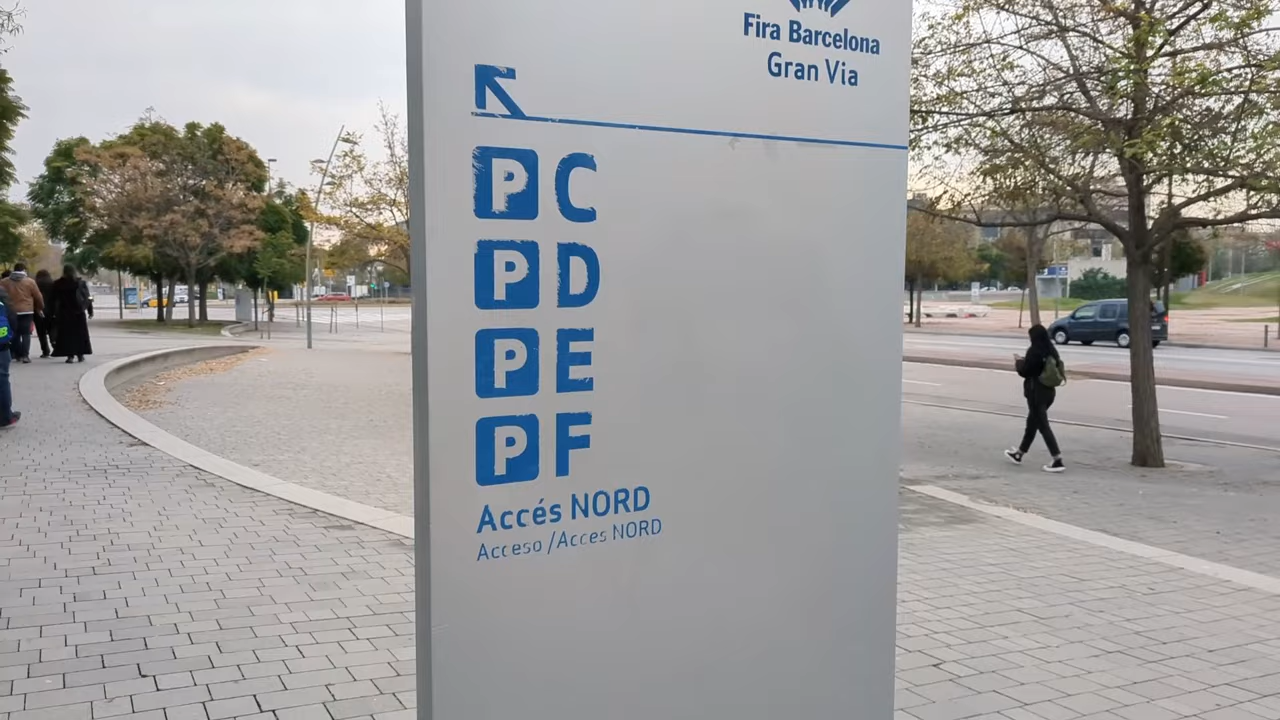 Fira Barcelona
Gran Via
P C
P D
P E
P F
Accés NORD
Acceso /Acces NORD